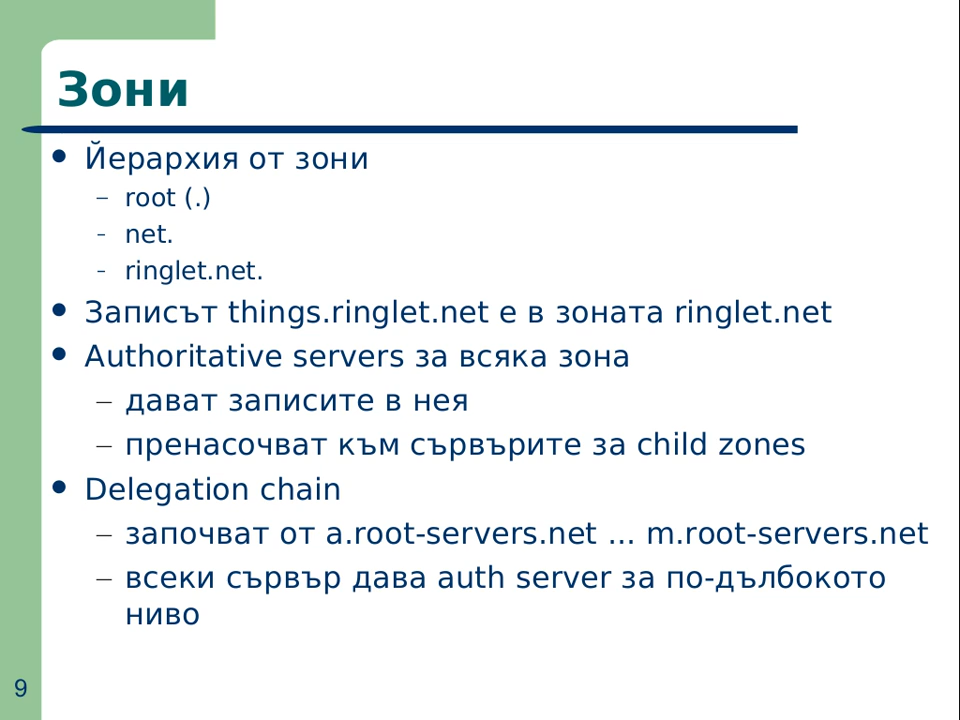 Зони
● Йерархия от зони
– root (.)
– net.
– ringlet.net.
● Записът things.ringlet.net е в зоната ringlet.net
● Authoritative servers за всяка зона
– дават записите в нея
– пренасочват към сървърите за child zones
● Delegation chain
– започват от a.root-servers.net ... m.root-servers.net
– всеки сървър дава auth server за по-дълбокото
ниво
9